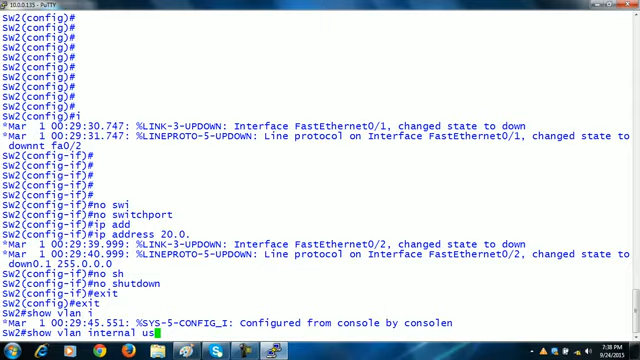 10.0.0.135 - PuTTY
SW2(config)#
SW2(config)#
SW2(config)#
SW2(config)#
SW2(config)#
SW2(config)#
SW2(config)#
SW2(config)#
SW2(config)#
SW2(config)#
SW2(config)#i
*Mar  1 00:29:30.747: %LINK-3-UPDOWN: Interface FastEthernet0/1, changed state to down
*Mar  1 00:29:31.747: %LINEPROTO-5-UPDOWN: Line protocol on Interface FastEthernet0/1, changed state to
downnt fa0/2
SW2(config-if)#
SW2(config-if)#
SW2(config-if)#
SW2(config-if)#
SW2(config-if)#no swi
SW2(config-if)#no switchport
SW2(config-if)#ip add
SW2(config-if)#ip address 20.0.
*Mar  1 00:29:39.999: %LINK-3-UPDOWN: Interface FastEthernet0/2, changed state to down
*Mar  1 00:29:40.999: %LINEPROTO-5-UPDOWN: Line protocol on Interface FastEthernet0/2, changed state to
down0.1 255.0.0.0
SW2(config-if)#no sh
SW2(config-if)#no shutdown
SW2(config-if)#exit
SW2(config)#exit
SW2#show vlan i
*Mar  1 00:29:45.551: %SYS-5-CONFIG_I: Configured from console by consolen
SW2#show vlan internal us
7:38 PM
9/24/2015